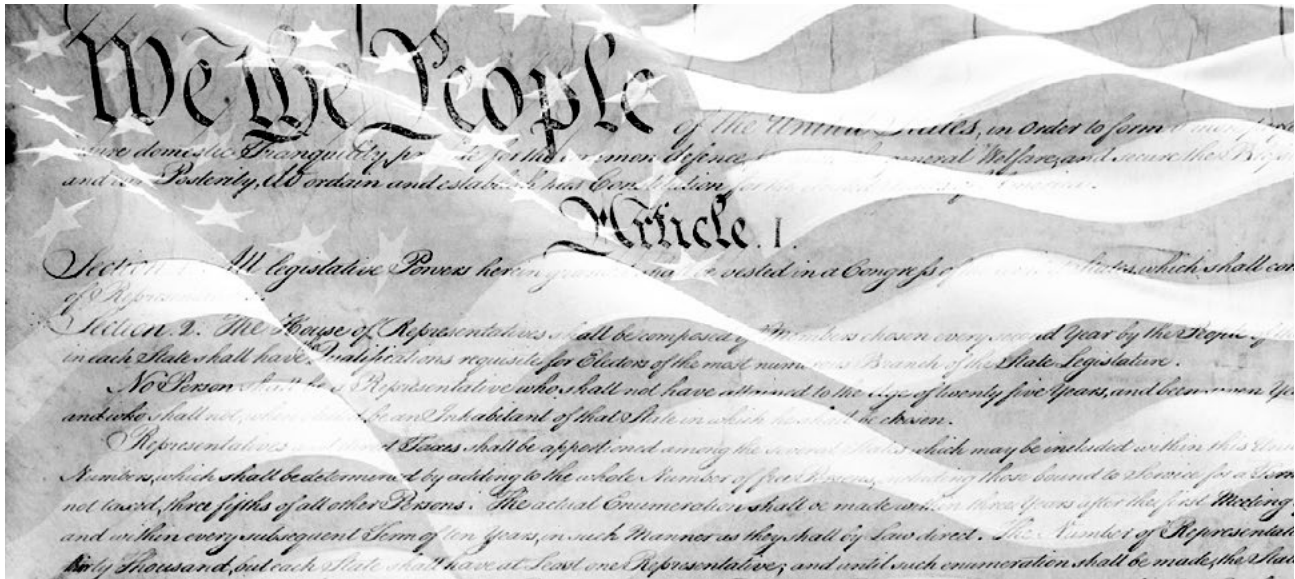 We the People of the United States, in Order to form a more
domestic Tranquility, for the common defence, general Welfare, and secure the
and our Posterity, do ordain and establish this Constitution for the United States of America.
Article. I.
Section. 1. All legislative Powers herein granted shall be vested in a Congress of the United States, which shall
of Representatives.
Section. 2. The House of Representatives shall be composed of Members chosen every second Year by the People of
in each State shall have Qualifications requisite for Electors of the most numerous Branch of the State Legislature.
No Person shall be a Representative who shall not have attained to the Age of twenty five Years, and been seven
and who shall not, when elected, be an Inhabitant of that State in which he shall be chosen.
Representatives and direct Taxes shall be apportioned among the several States which may be included within this
Numbers, which shall be determined by adding to the whole Number of free Persons, including those bound to Service for a Term
not taxed, three fifths of all other Persons. The actual Enumeration shall be made within three Years after the first Meeting
and within every subsequent Term of ten Years, in such Manner as they shall by Law direct. The Number of
thirty Thousand, but each State shall have at Least one Representative; and until such enumeration shall be made, the